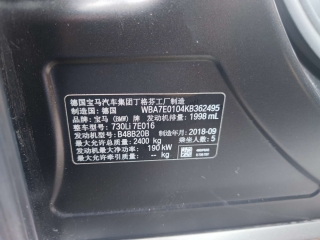 德国宝马汽车集团丁格芬工厂制造
制造国：德国 WBA7E0104KB362495
品 牌：宝马 (BMW) 牌 发动机排量：1998 mL
整车型号：730Li 7E016
发动机型号：B48B20B 制造年月：2018-09
最大允许总质量：2400 kg 乘坐人数：5
发动机最大净功率：190 kW
最大允许牵引质量：— kg